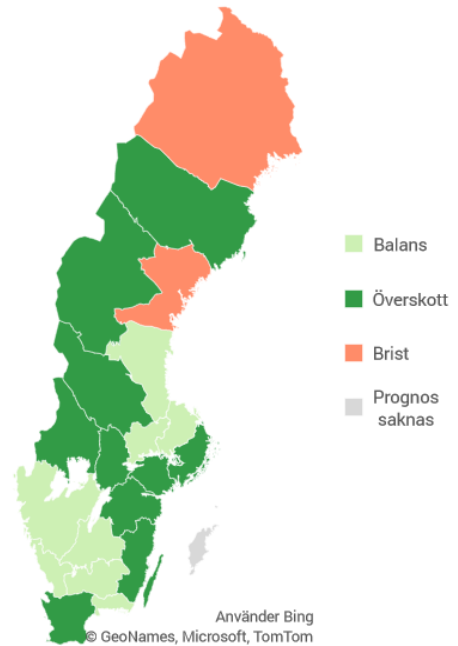 Balans
Överskott
Brist
Prognos
saknas
Använder Bing
© GeoNames, Microsoft, TomTom